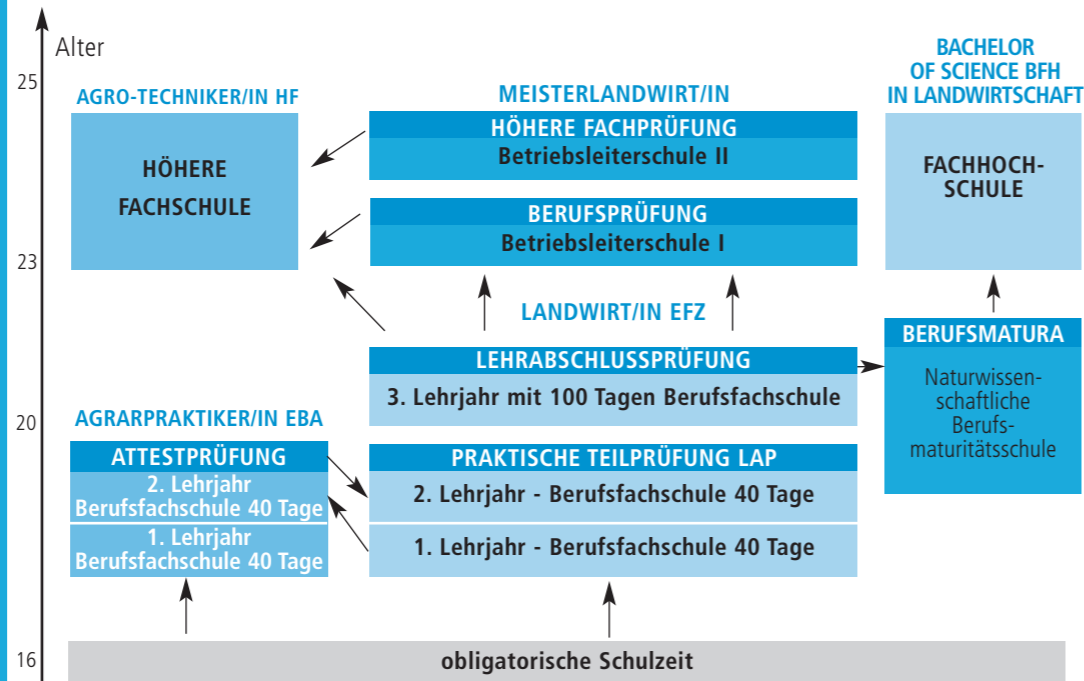 Alter
25
23
20
16
AGRO-TECHNIKER/IN HF
HÖHERE
FACHSCHULE
MEISTERLANDWIRT/IN
HÖHERE FACHPRÜFUNG
Betriebsleiterschule II
BERUFSPRÜFUNG
Betriebsleiterschule I
BACHELOR
OF SCIENCE BFH
IN LANDWIRTSCHAFT
FACHHOCH-
SCHULE
LANDWIRT/IN EFZ
LEHRABSCHLUSSPRÜFUNG
3. Lehrjahr mit 100 Tagen Berufsfachschule
BERUFSMATURA
Naturwissen-
schaftliche
Berufs-
maturitätsschule
AGRARPRAKTIKER/IN EBA
ATTESTPRÜFUNG
2. Lehrjahr
Berufsfachschule 40 Tage
1. Lehrjahr
Berufsfachschule 40 Tage
PRAKTISCHE TEILPRÜFUNG LAP
2. Lehrjahr - Berufsfachschule 40 Tage
1. Lehrjahr - Berufsfachschule 40 Tage
obligatorische Schulzeit